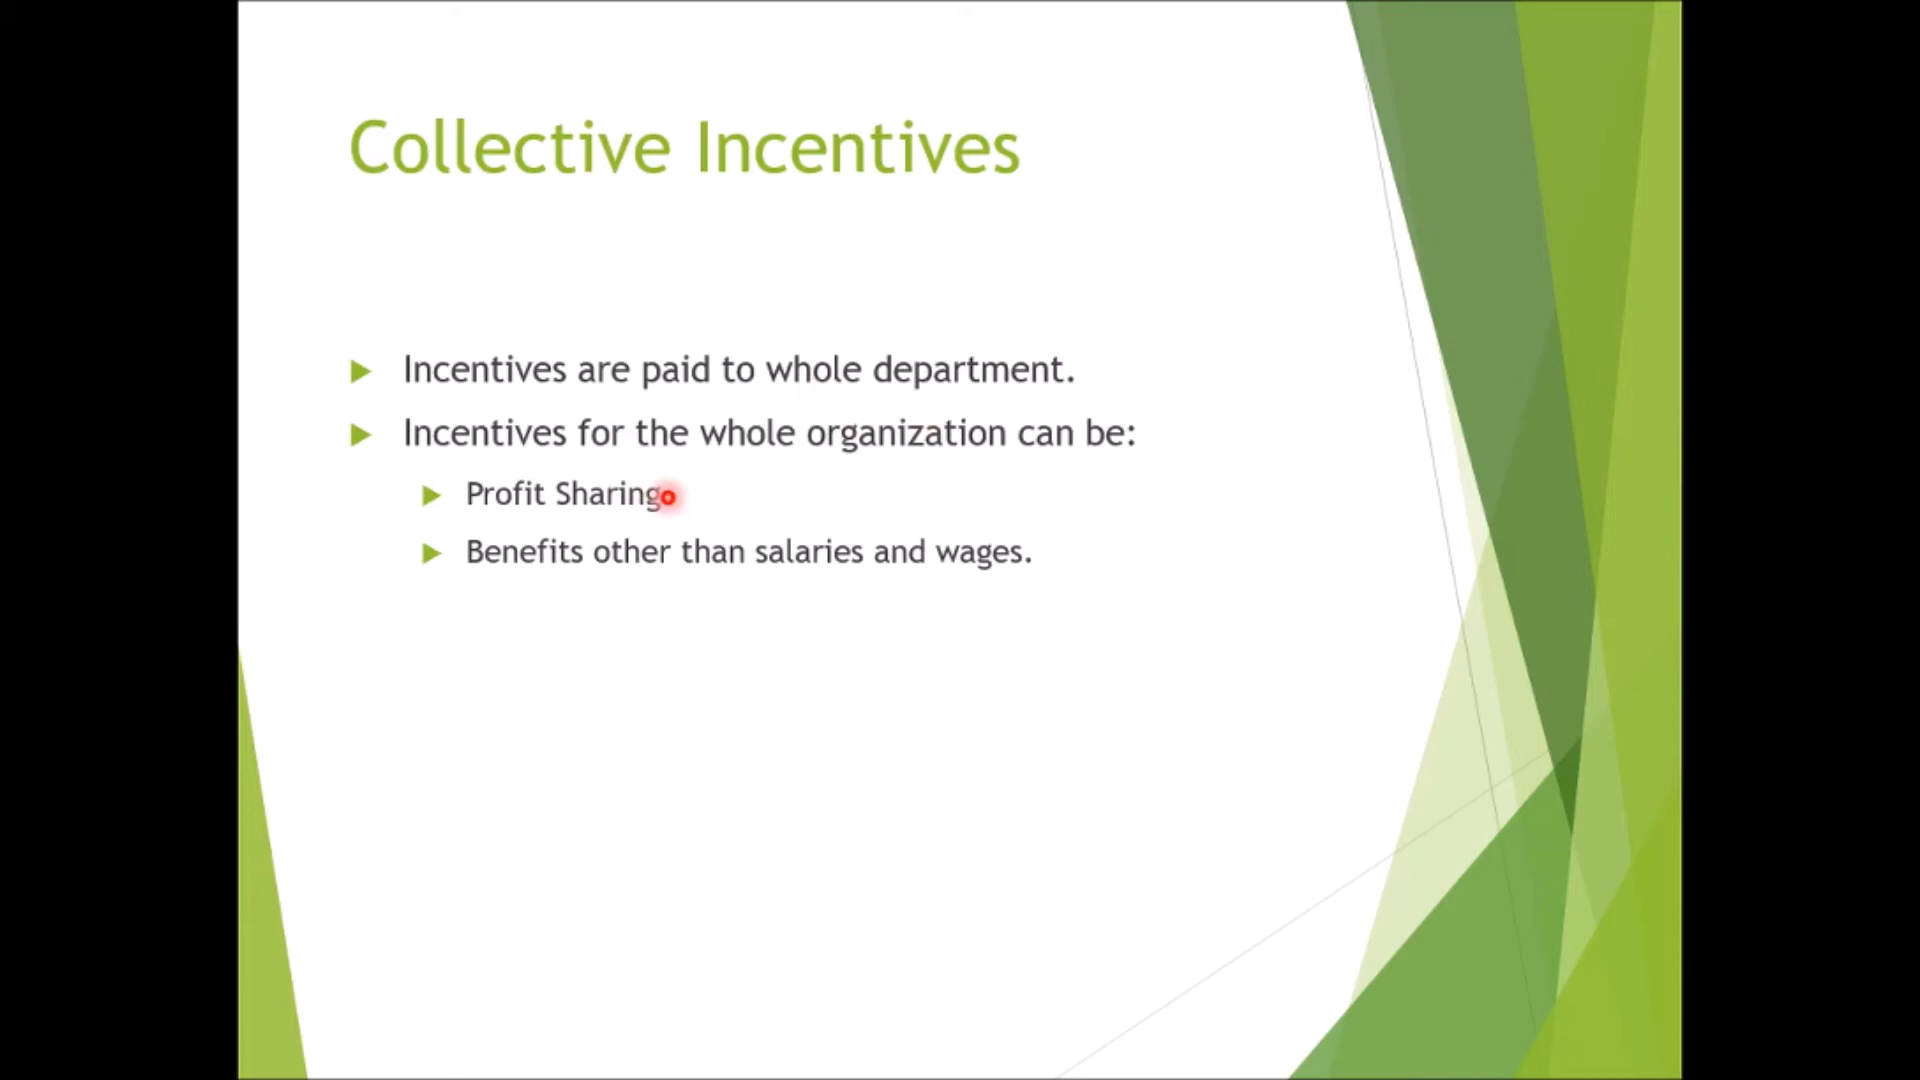 Collective Incentives
Incentives are paid to whole department.
Incentives for the whole organization can be:
Profit Sharing
Benefits other than salaries and wages.